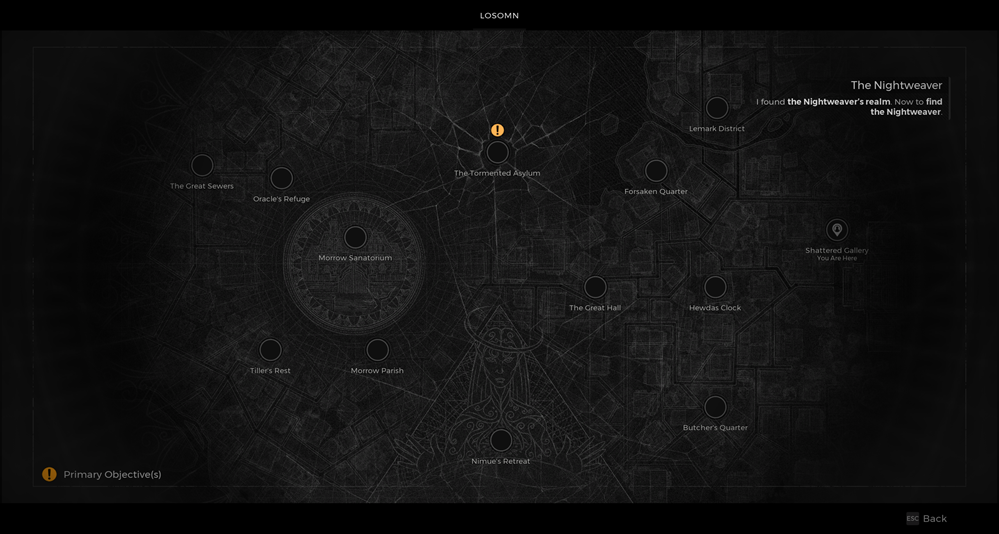 LOSOMN
The Nightweaver
I found the Nightweaver's realm. Now to find
the Nightweaver.
Lemark District
The Tormented Asylum
The Great Sewers
Oracle's Refuge
Forsaken Quarter
Shattered Gallery
You Are Here
Morrow Sanatorium
The Great Hall
Hewdas Clock
Tiller's Rest
Morrow Parish
Butcher's Quarter
Nimue's Retreat
Primary Objective(s)
ESC Back